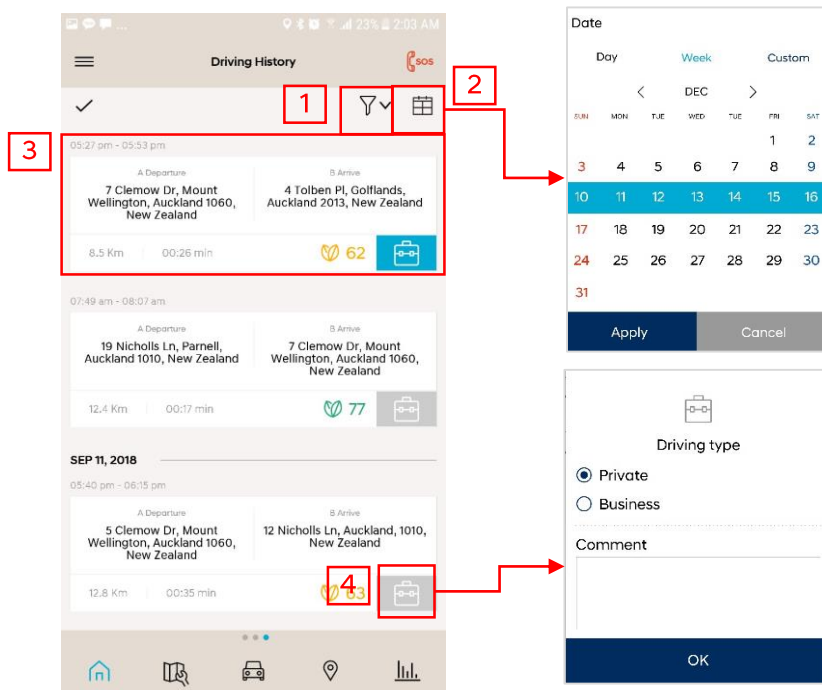 ... 23% 2:03 AM
Driving History
SOS
1
2
3
05:27 pm - 05:53 pm
A Departure
B Arrive
7 Clemow Dr, Mount
Wellington, Auckland 1060,
New Zealand
4 Tolben Pl, Golflands,
Auckland 2013, New Zealand
8.5 Km
00:26 min
62
07:49 am - 08:07 am
A Departure
B Arrive
19 Nicholls Ln, Parnell,
Auckland 1010, New Zealand
7 Clemow Dr, Mount
Wellington, Auckland 1060,
New Zealand
12.4 Km
00:17 min
77
SEP 11, 2018
05:40 pm - 06:15 pm
A Departure
B Arrive
5 Clemow Dr, Mount
Wellington, Auckland 1060,
New Zealand
12 Nicholls Ln, Auckland, 1010,
New Zealand
12.8 Km
00:35 min
4
63
Date
Day Week Custom
< DEC >
SUN MON TUE WED TUE FRI SAT
1 2
3 4 5 6 7 8 9
10 11 12 13 14 15 16
17 18 19 20 21 22 23
24 25 26 27 28 29 30
31
Apply Cancel
Driving type
Private
Business
Comment
OK